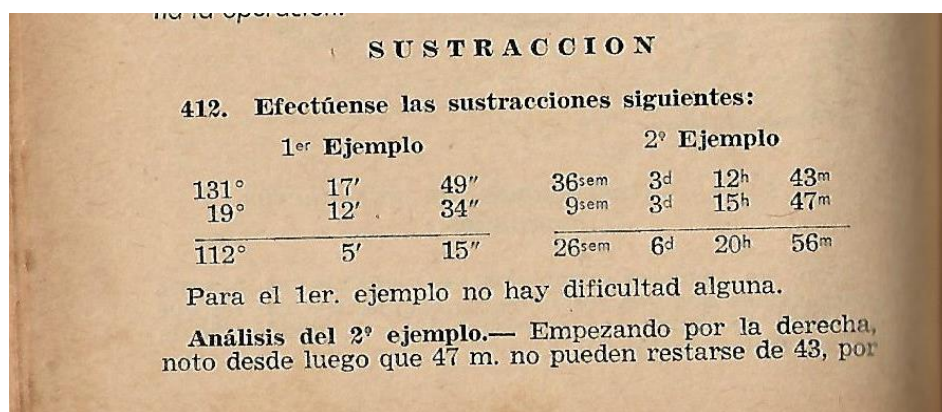 na la operación.
SUSTRACCION
412. Efectúense las sustracciones siguientes:
1er Ejemplo 2º Ejemplo
131° 17′ 49″ 36sem 3d 12h 43m
19° 12′ 34″ 9sem 3d 15h 47m
112° 5′ 15″ 26sem 6d 20h 56m
Para el 1er. ejemplo no hay dificultad alguna.
Análisis del 2º ejemplo.— Empezando por la derecha,
noto desde luego que 47 m. no pueden restarse de 43, por